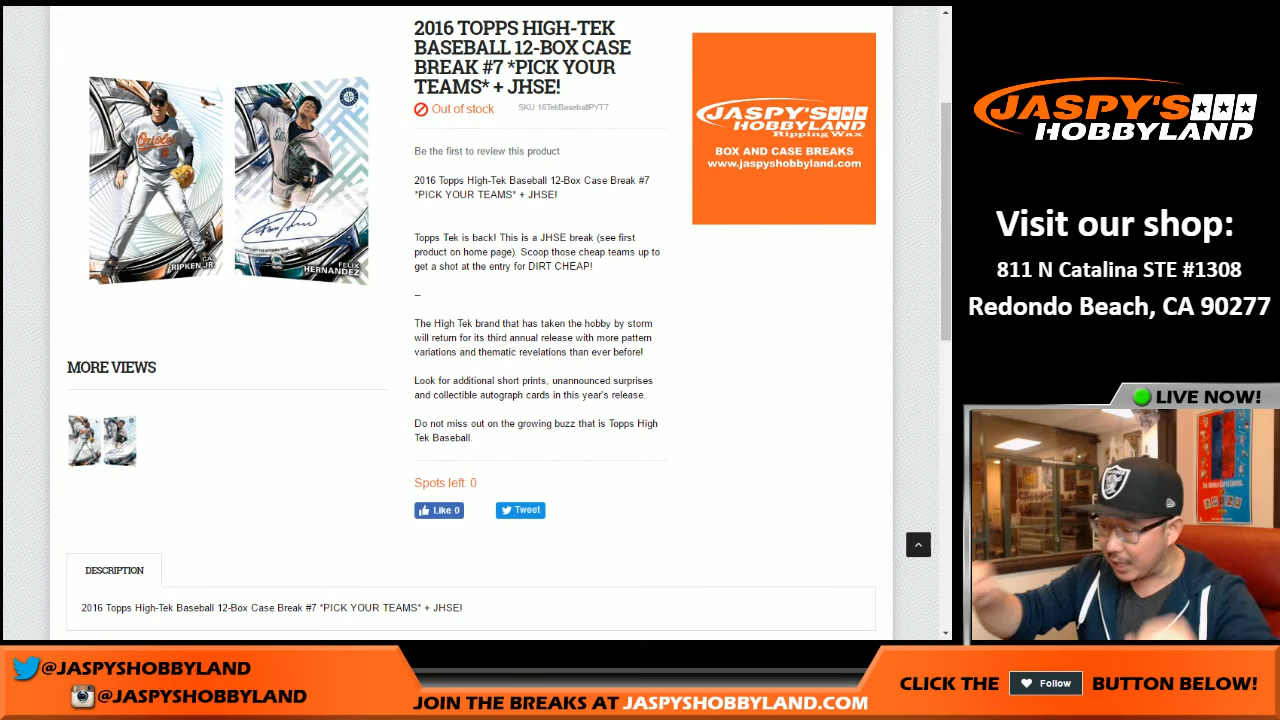 2016 TOPPS HIGH-TEK
BASEBALL 12-BOX CASE
BREAK #7 *PICK YOUR
TEAMS* + JHSE!
Out of stock
SKU:16TekBaseballPYT7
Be the first to review this product
2016 Topps High-Tek Baseball 12-Box Case Break #7
*PICK YOUR TEAMS* + JHSE!
Topps Tek is back! This is a JHSE break (see first
product on home page). Scoop those cheap teams up to
get a shot at the entry for DIRT CHEAP!
--
The High Tek brand that has taken the hobby by storm
will return for its third annual release with more pattern
variations and thematic revelations than ever before!
Look for additional short prints, unannounced surprises
and collectible autograph cards in this year's release.
Do not miss out on the growing buzz that is Topps High
Tek Baseball.
Spots left: 0
Like 0
Tweet
Orioles
RIPKEN JR.
FELIX
HERNANDEZ
MORE VIEWS
DESCRIPTION
2016 Topps High-Tek Baseball 12-Box Case Break #7 *PICK YOUR TEAMS* + JHSE!
JASPY'S
HOBBYLAND
Ripping Wax
BOX AND CASE BREAKS
www.jaspyshobbyland.com
JASPY'S
HOBBYLAND
Visit our shop:
811 N Catalina STE #1308
Redondo Beach, CA 90277
LIVE NOW!
@JASPYSHOBBYLAND
@JASPYSHOBBYLAND
JOIN THE BREAKS AT JASPYSHOBBYLAND.COM
CLICK THE
Follow
BUTTON BELOW!